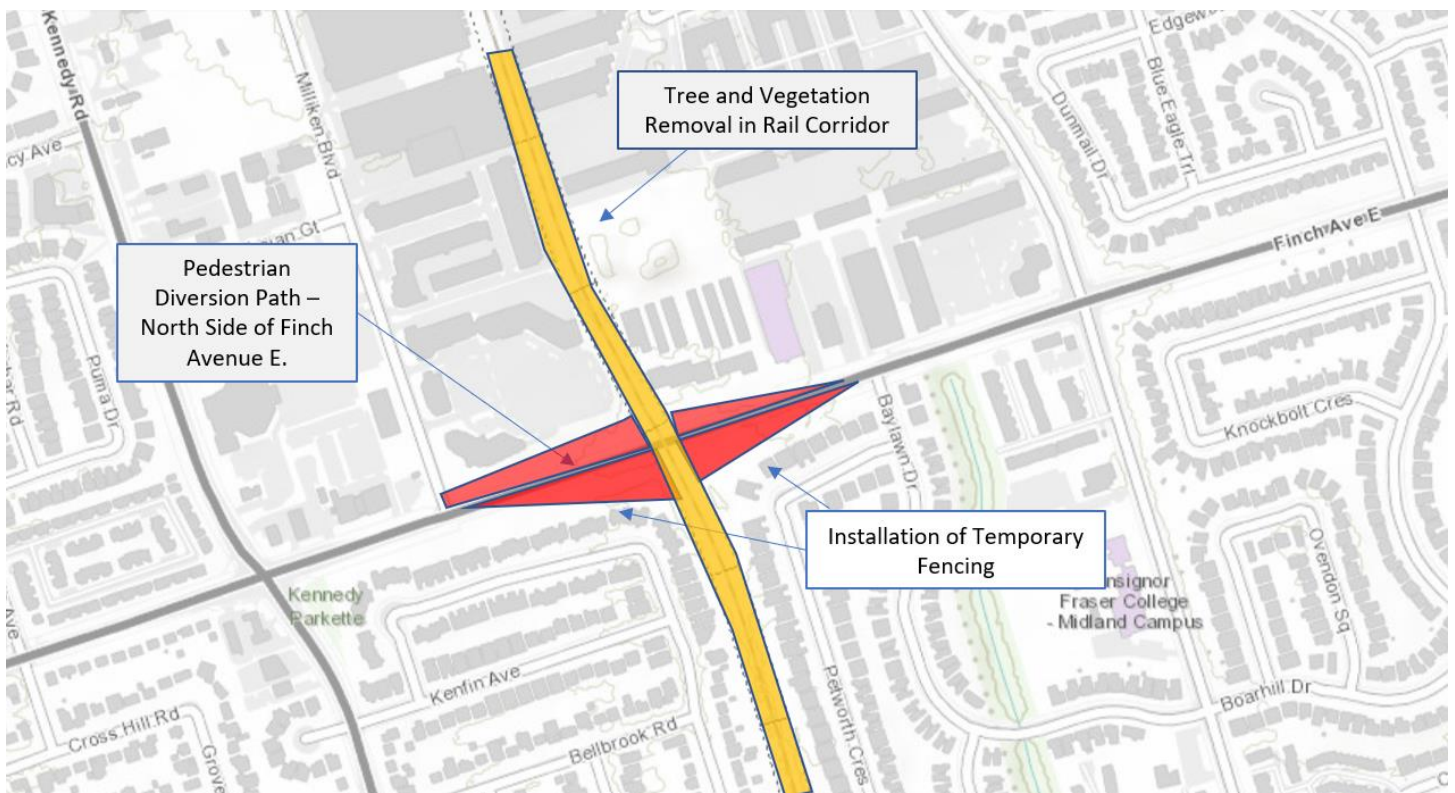 Kennedy Rd
Milliken Blvd
Tree and Vegetation
Removal in Rail Corridor
Dunmail Dr
Blue Eagle Trl
Finch Ave E
Pedestrian
Diversion Path –
North Side of Finch
Avenue E.
Puma Dr
Baylawn Dr
Knockbolt Cres
Installation of Temporary
Fencing
Ovendon Sq
Kennedy
Parkette
Fraser College
- Midland Campus
Kenfin Ave
Petworth Cres
Boarhill Dr
Cross Hill Rd
Bellbrook Rd
Ave